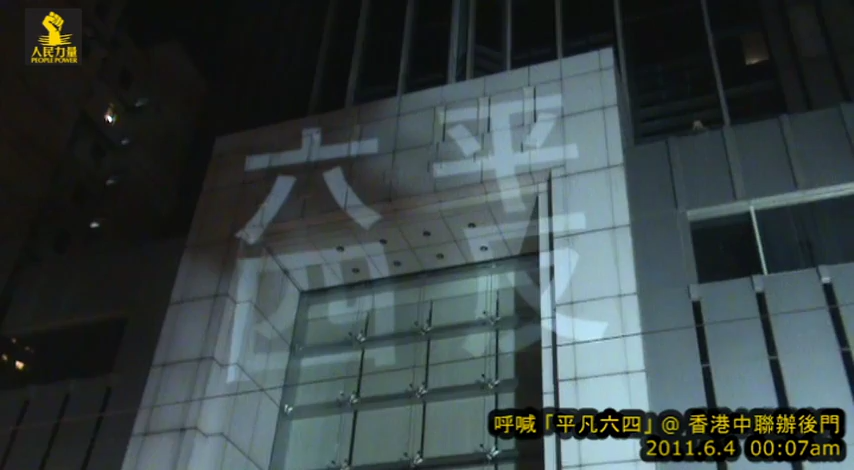 人民力量
PEOPLE POWER
平反
六四
呼喊「平凡六四」@ 香港中聯辦後門
2011.6.4 00:07am